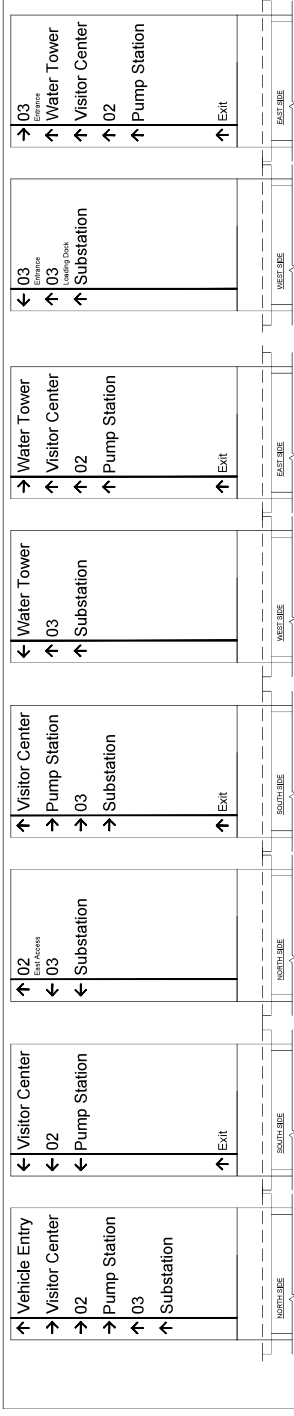 Vehicle Entry
Visitor Center
02
Pump Station
03
Substation
NORTH SIDE
Visitor Center
02
Pump Station
Exit
SOUTH SIDE
02
East Access
03
Substation
NORTH SIDE
Visitor Center
Pump Station
03
Substation
Exit
SOUTH SIDE
Water Tower
03
Substation
WEST SIDE
Water Tower
Visitor Center
02
Pump Station
Exit
EAST SIDE
03
Entrance
03
Loading Dock
Substation
WEST SIDE
03
Entrance
Water Tower
Visitor Center
02
Pump Station
Exit
EAST SIDE